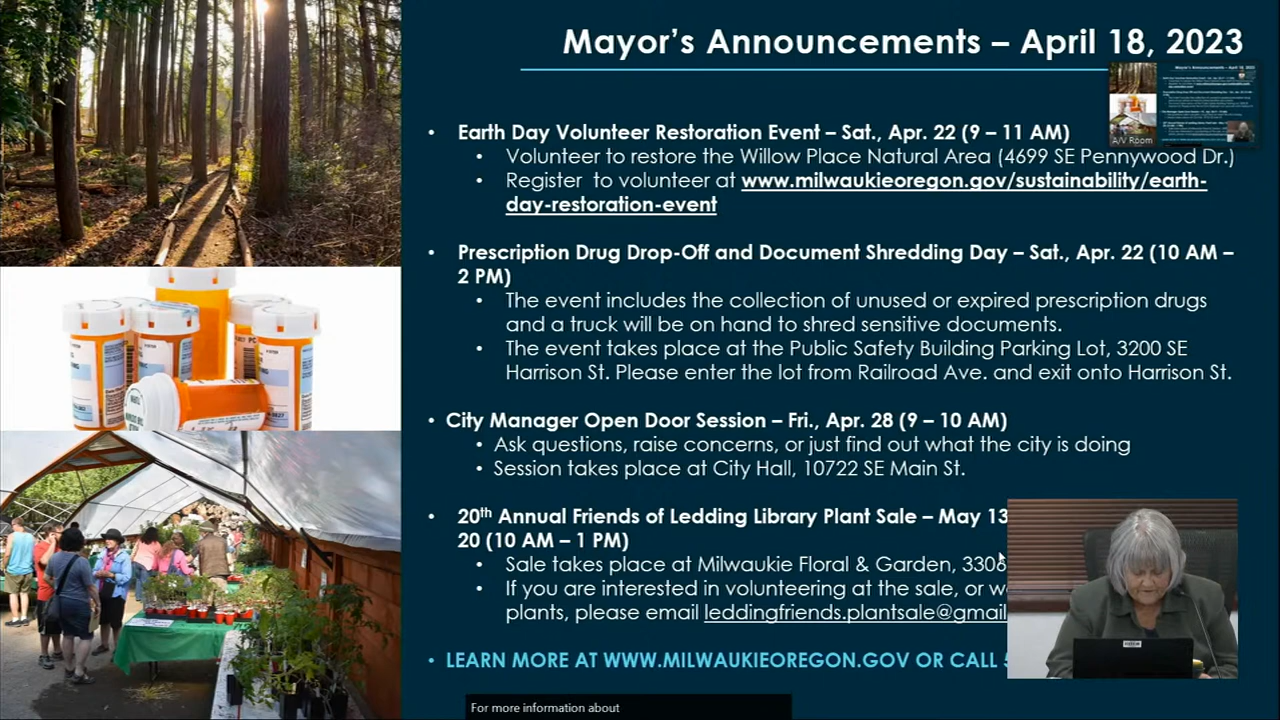 Mayor's Announcements – April 18, 2023
Mayor's Announcements – April 18, 2023
A/V Room
• Earth Day Volunteer Restoration Event – Sat., Apr. 22 (9 – 11 AM)
• Volunteer to restore the Willow Place Natural Area (4699 SE Pennywood Dr.)
• Register to volunteer at www.milwaukieoregon.gov/sustainability/earth-
day-restoration-event
• Prescription Drug Drop-Off and Document Shredding Day – Sat., Apr. 22 (10 AM –
2 PM)
• The event includes the collection of unused or expired prescription drugs
and a truck will be on hand to shred sensitive documents.
• The event takes place at the Public Safety Building Parking Lot, 3200 SE
Harrison St. Please enter the lot from Railroad Ave. and exit onto Harrison St.
• City Manager Open Door Session – Fri., Apr. 28 (9 – 10 AM)
• Ask questions, raise concerns, or just find out what the city is doing
• Session takes place at City Hall, 10722 SE Main St.
• 20th Annual Friends of Ledding Library Plant Sale – May 13
20 (10 AM – 1 PM)
• Sale takes place at Milwaukie Floral & Garden, 3306
• If you are interested in volunteering at the sale, or
plants, please email leddingfriends.plantsale@gmail
• LEARN MORE AT WWW.MILWAUKIEOREGON.GOV OR CALL
For more information about